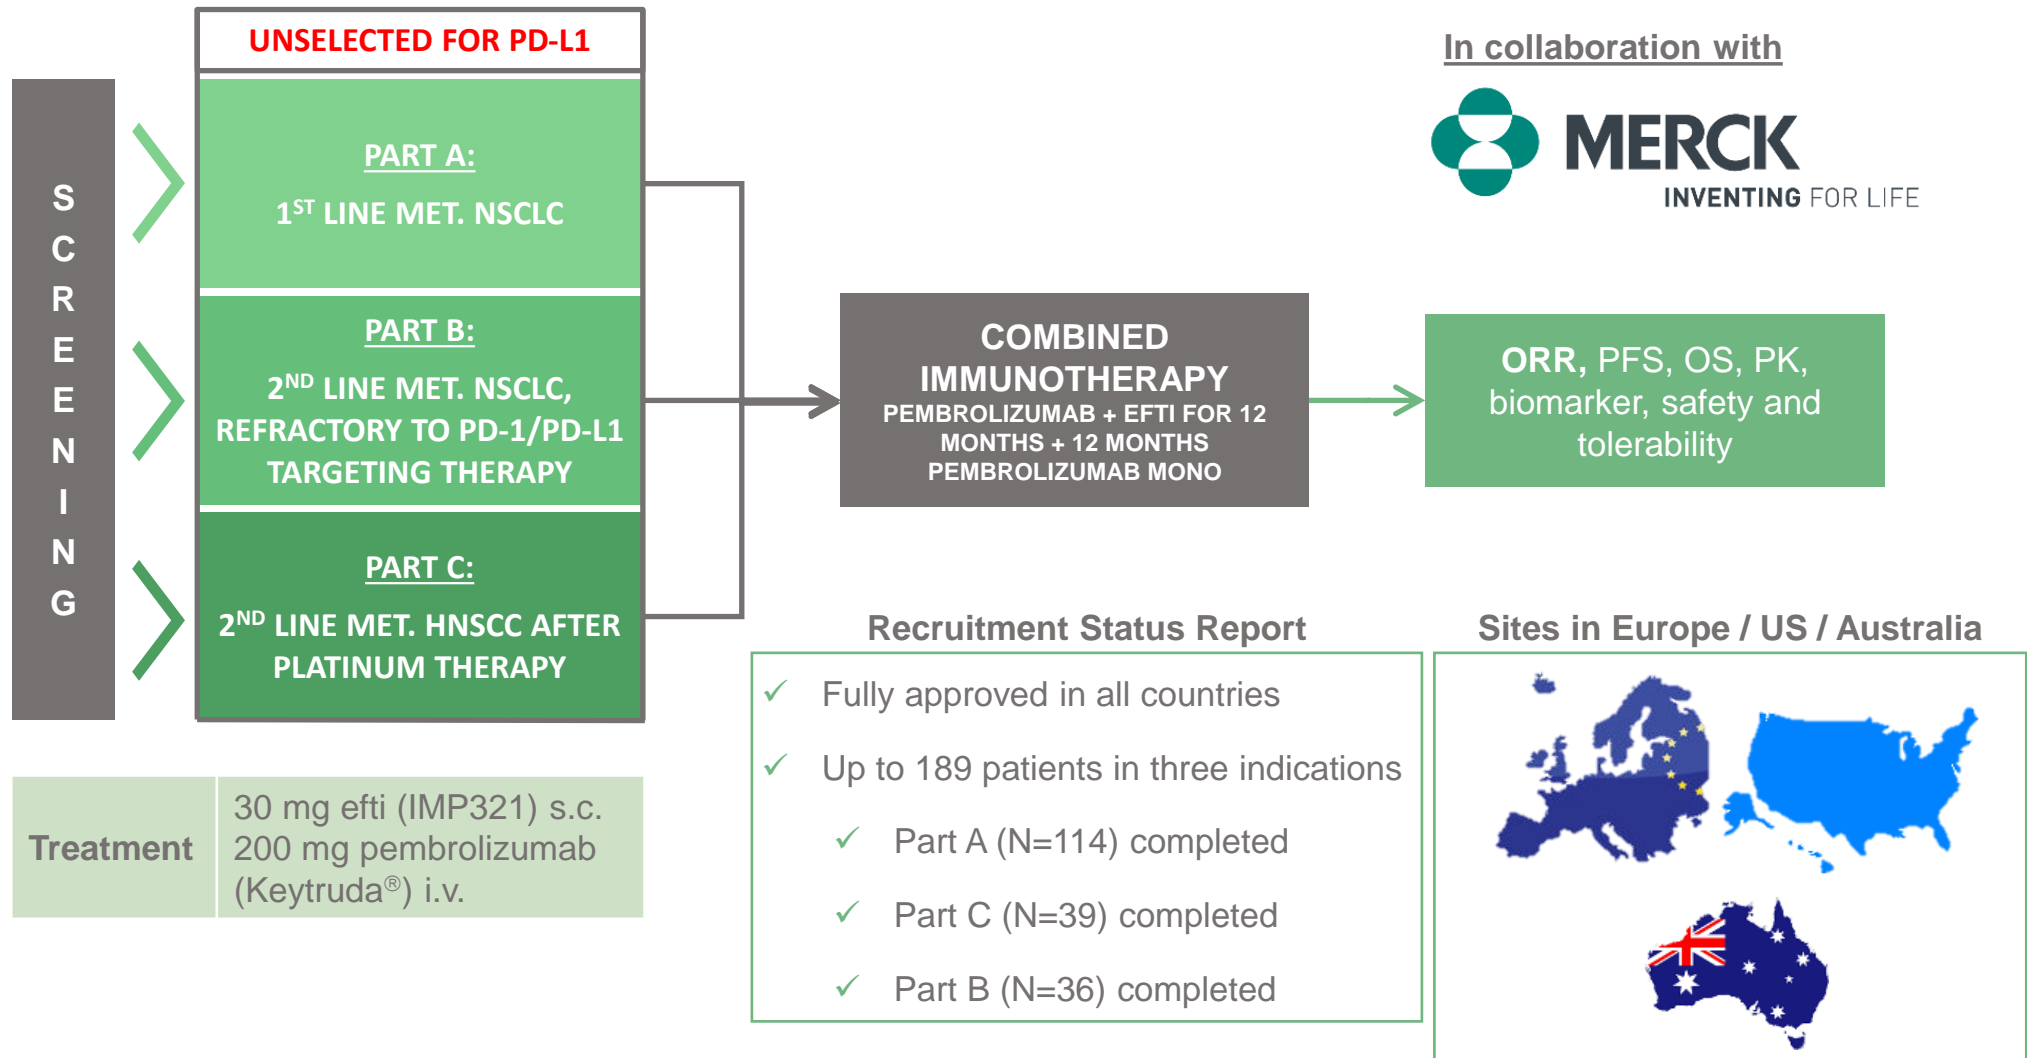 UNSELECTED FOR PD-L1
S
C
R
E
E
N
I
N
G
PART A:
1ST LINE MET. NSCLC
PART B:
2ND LINE MET. NSCLC,
REFRACTORY TO PD-1/PD-L1
TARGETING THERAPY
PART C:
2ND LINE MET. HNSCC AFTER
PLATINUM THERAPY
COMBINED
IMMUNOTHERAPY
PEMBROLIZUMAB + EFTI FOR 12
MONTHS + 12 MONTHS
PEMBROLIZUMAB MONO
In collaboration with
MERCK
INVENTING FOR LIFE
ORR, PFS, OS, PK,
biomarker, safety and
tolerability
Treatment
30 mg efti (IMP321) s.c.
200 mg pembrolizumab
(Keytruda®) i.v.
Recruitment Status Report
✓ Fully approved in all countries
✓ Up to 189 patients in three indications
✓ Part A (N=114) completed
✓ Part C (N=39) completed
✓ Part B (N=36) completed
Sites in Europe / US / Australia